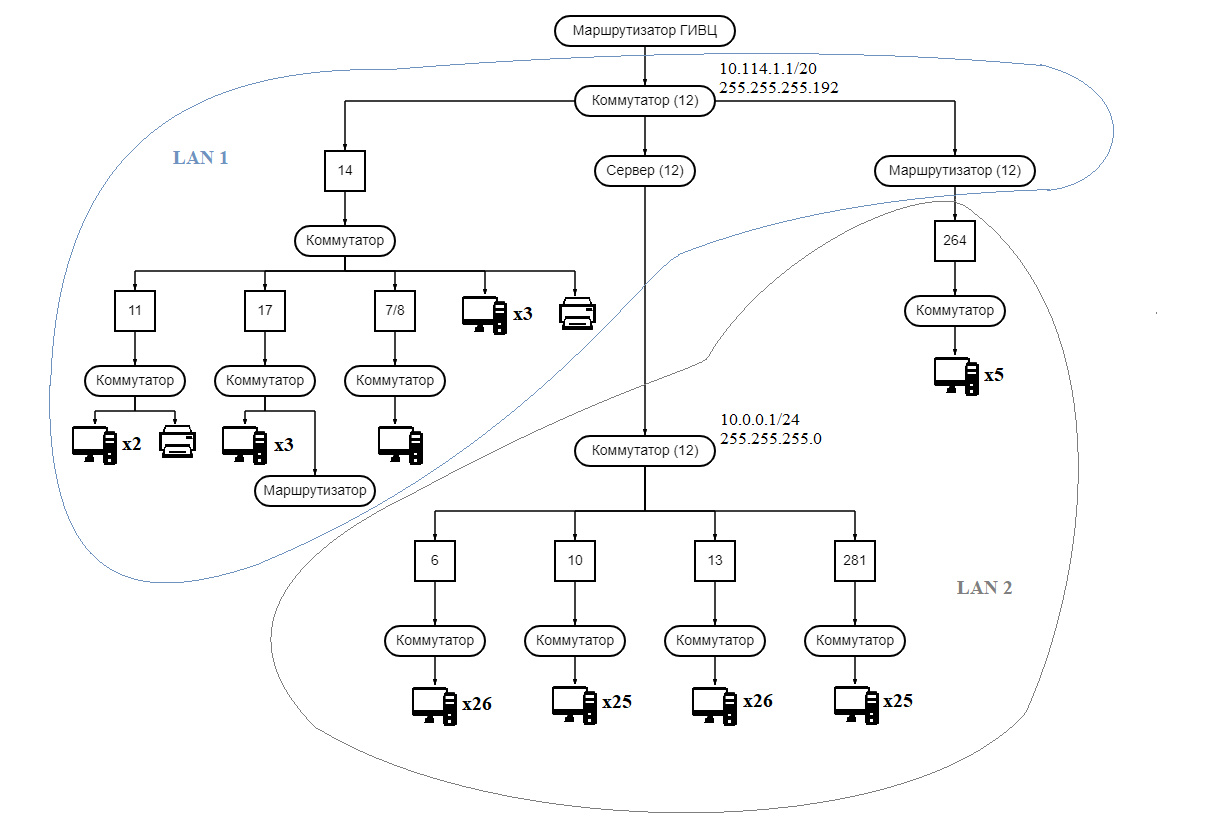 Маршрутизатор ГИВЦ
10.114.1.1/20
255.255.255.192
Коммутатор (12)
LAN 1
14
Сервер (12)
Маршрутизатор (12)
Коммутатор
264
11
17
7/8
x3
Коммутатор
Коммутатор
Коммутатор
Коммутатор
x5
x2
x3
Маршрутизатор
10.0.0.1/24
255.255.255.0
Коммутатор (12)
6
10
13
281
LAN 2
Коммутатор
Коммутатор
Коммутатор
Коммутатор
x26
x25
x26
x25